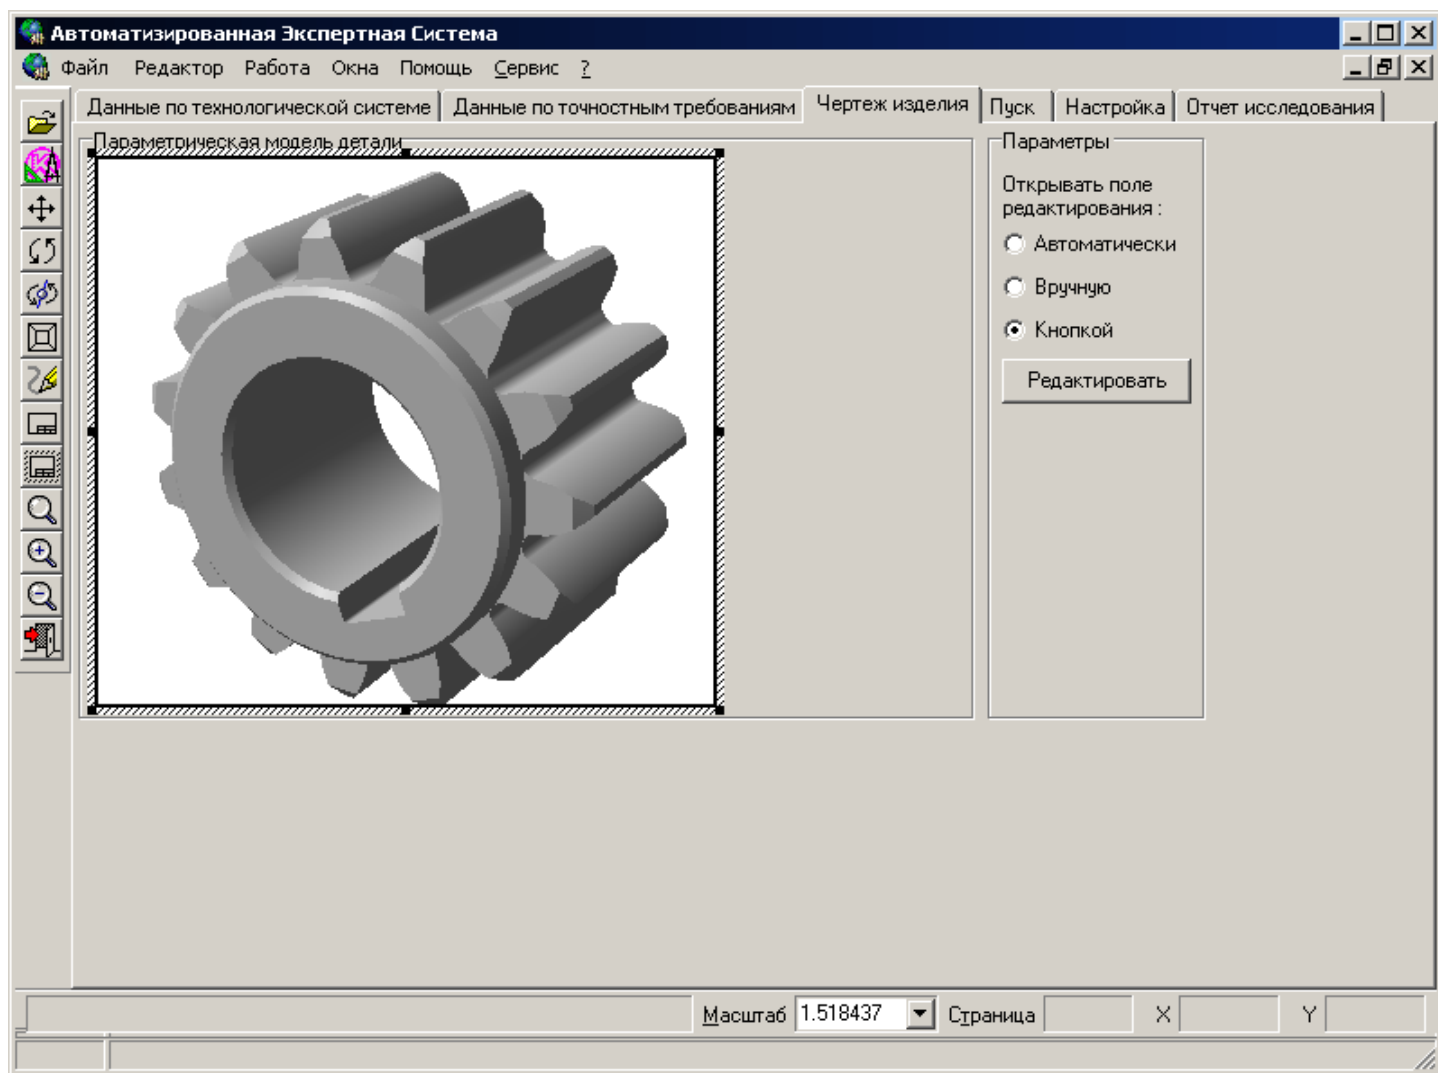 Автоматизированная Экспертная Система
Файл Редактор Работа Окна Помощь Сервис ?
Данные по технологической системе Данные по точностным требованиям Чертеж изделия Пуск Настройка Отчет исследования
Параметрическая модель детали
Параметры
Открывать поле
редактирования :
Автоматически
Вручную
Кнопкой
Редактировать
Масштаб 1.518437 Страница X Y